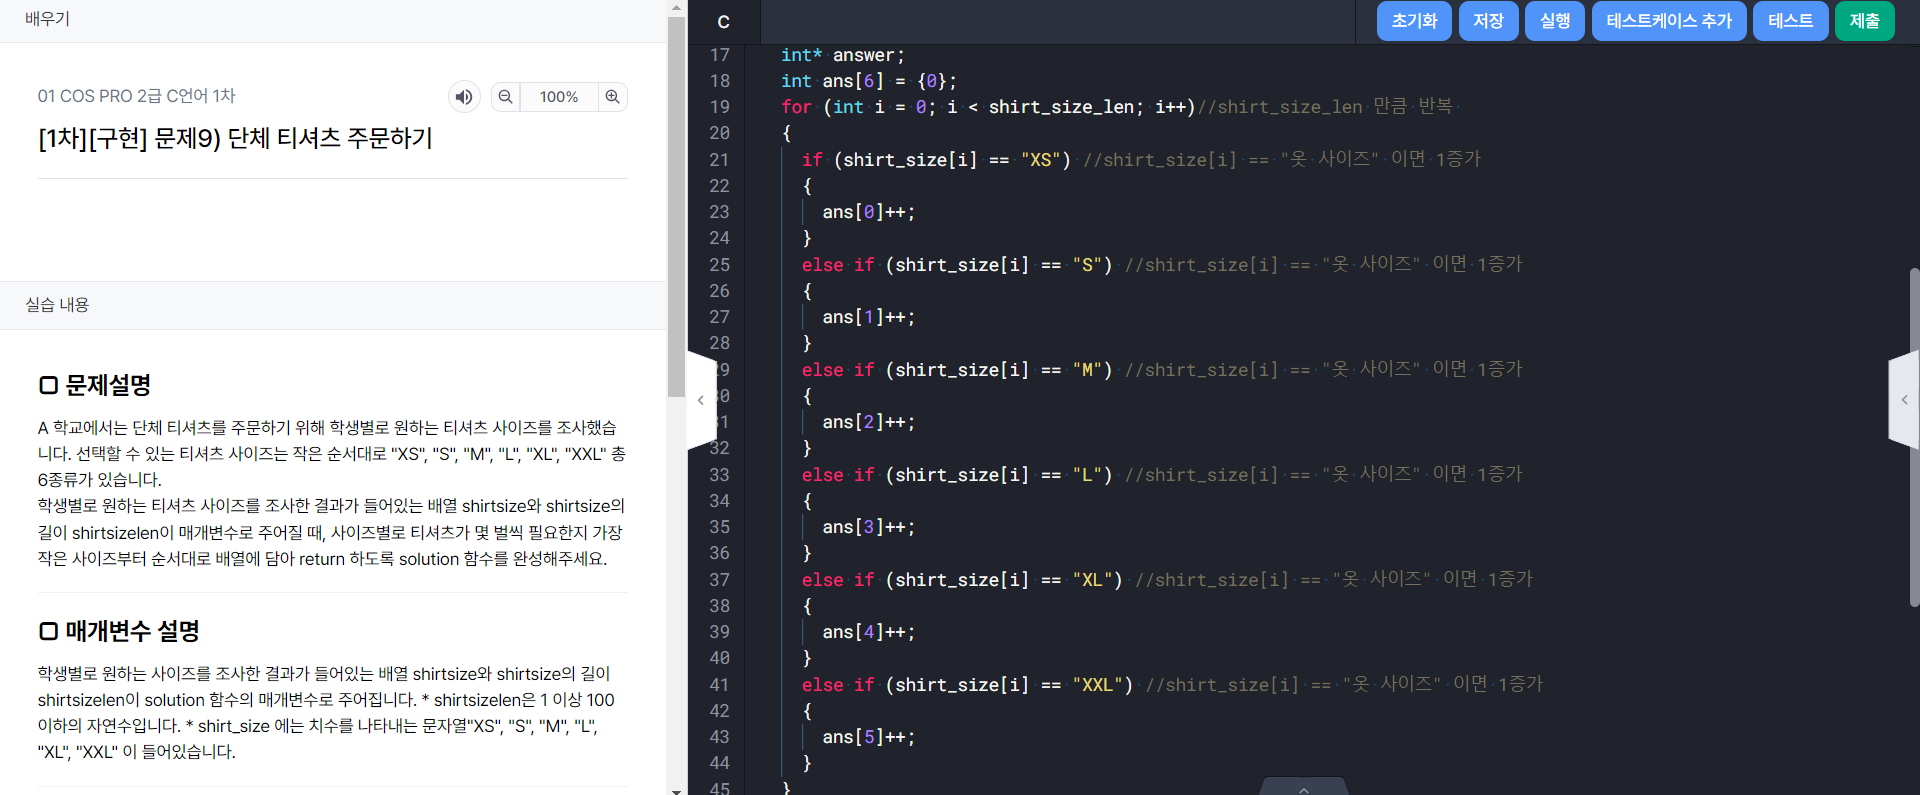 배우기
01 COS PRO 2급 C언어 1차
100%
[1차][구현] 문제9) 단체 티셔츠 주문하기
실습 내용
문제설명
A 학교에서는 단체 티셔츠를 주문하기 위해 학생별로 원하는 티셔츠 사이즈를 조사했습
니다. 선택할 수 있는 티셔츠 사이즈는 작은 순서대로 "XS", "S", "M", "L", "XL", "XXL" 총
6종류가 있습니다.
학생별로 원하는 티셔츠 사이즈를 조사한 결과가 들어있는 배열 shirtsize와 shirtsize의
길이 shirtsizelen이 매개변수로 주어질 때, 사이즈별로 티셔츠가 몇 벌씩 필요한지 가장
작은 사이즈부터 순서대로 배열에 담아 return 하도록 solution 함수를 완성해주세요.
매개변수 설명
학생별로 원하는 사이즈를 조사한 결과가 들어있는 배열 shirtsize와 shirtsize의 길이
shirtsizelen이 solution 함수의 매개변수로 주어집니다. * shirtsizelen은 1 이상 100
이하의 자연수입니다. * shirt_size 에는 치수를 나타내는 문자열"XS", "S", "M", "L",
"XL", "XXL" 이 들어있습니다.
C
초기화 저장 실행 테스트케이스 추가 테스트 제출
17 int* answer;
18 int ans[6] = {0};
19 for (int i = 0; i < shirt_size_len; i++)//shirt_size_len 만큼 반복
20 {
21 if (shirt_size[i] == "XS") //shirt_size[i] == "옷 사이즈" 이면 1증가
22 {
23 ans[0]++;
24 }
25 else if (shirt_size[i] == "S") //shirt_size[i] == "옷 사이즈" 이면 1증가
26 {
27 ans[1]++;
28 }
29 else if (shirt_size[i] == "M") //shirt_size[i] == "옷 사이즈" 이면 1증가
30 {
31 ans[2]++;
32 }
33 else if (shirt_size[i] == "L") //shirt_size[i] == "옷 사이즈" 이면 1증가
34 {
35 ans[3]++;
36 }
37 else if (shirt_size[i] == "XL") //shirt_size[i] == "옷 사이즈" 이면 1증가
38 {
39 ans[4]++;
40 }
41 else if (shirt_size[i] == "XXL") //shirt_size[i] == "옷 사이즈" 이면 1증가
42 {
43 ans[5]++;
44 }
45 }